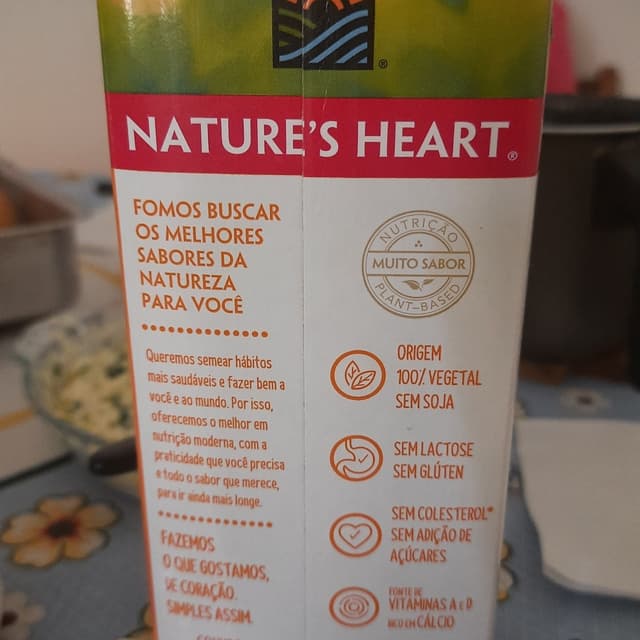 NATURE'S HEART®
FOMOS BUSCAR
OS MELHORES
SABORES DA
NATUREZA
PARA VOCÊ
Queremos semear hábitos
mais saudáveis e fazer bem a
você e ao mundo. Por isso,
oferecemos o melhor em
nutrição moderna, com a
praticidade que você precisa
e todo o sabor que merece,
para ir ainda mais longe.
FAZEMOS
O QUE GOSTAMOS,
DE CORAÇÃO.
SIMPLES ASSIM.
NUTRIÇÃO
MUITO SABOR
PLANT-BASED
ORIGEM
100% VEGETAL
SEM SOJA
SEM LACTOSE
SEM GLÚTEN
SEM COLESTEROL*
SEM ADIÇÃO DE
AÇÚCARES
FONTE DE
VITAMINAS A e D
RICO EM CÁLCIO